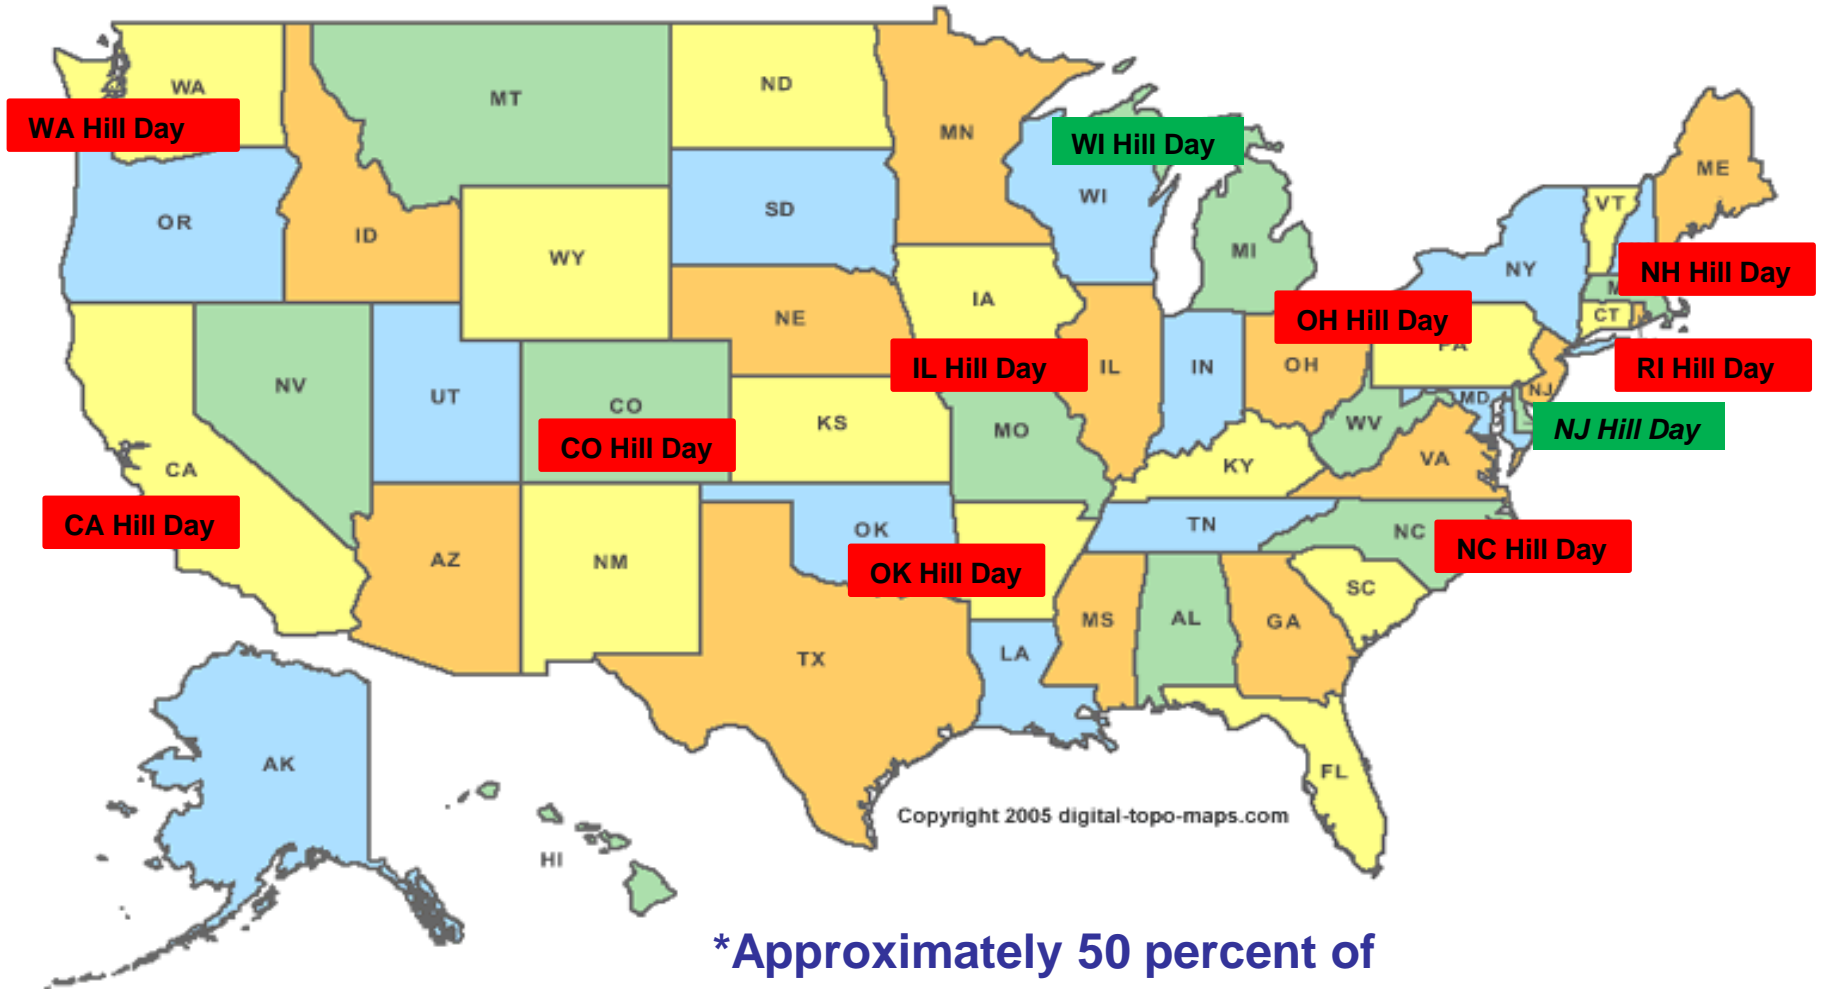 WA
MT
ND
MN
ME
WA Hill Day
WI Hill Day
OR
ID
SD
WI
VT
WY
MI
NY
NH Hill Day
IA
NE
OH Hill Day
M
CT
PA
NV
UT
CO
IL Hill Day
IL
IN
OH
RI Hill Day
NJ
MD
KS
MO
WV
NJ Hill Day
CO Hill Day
CA
KY
VA
CA Hill Day
OK
TN
NC
NC Hill Day
AZ
NM
OK Hill Day
SC
MS
AL
GA
TX
LA
AK
FL
Copyright 2005 digital-topo-maps.com
HI
*Approximately 50 percent of